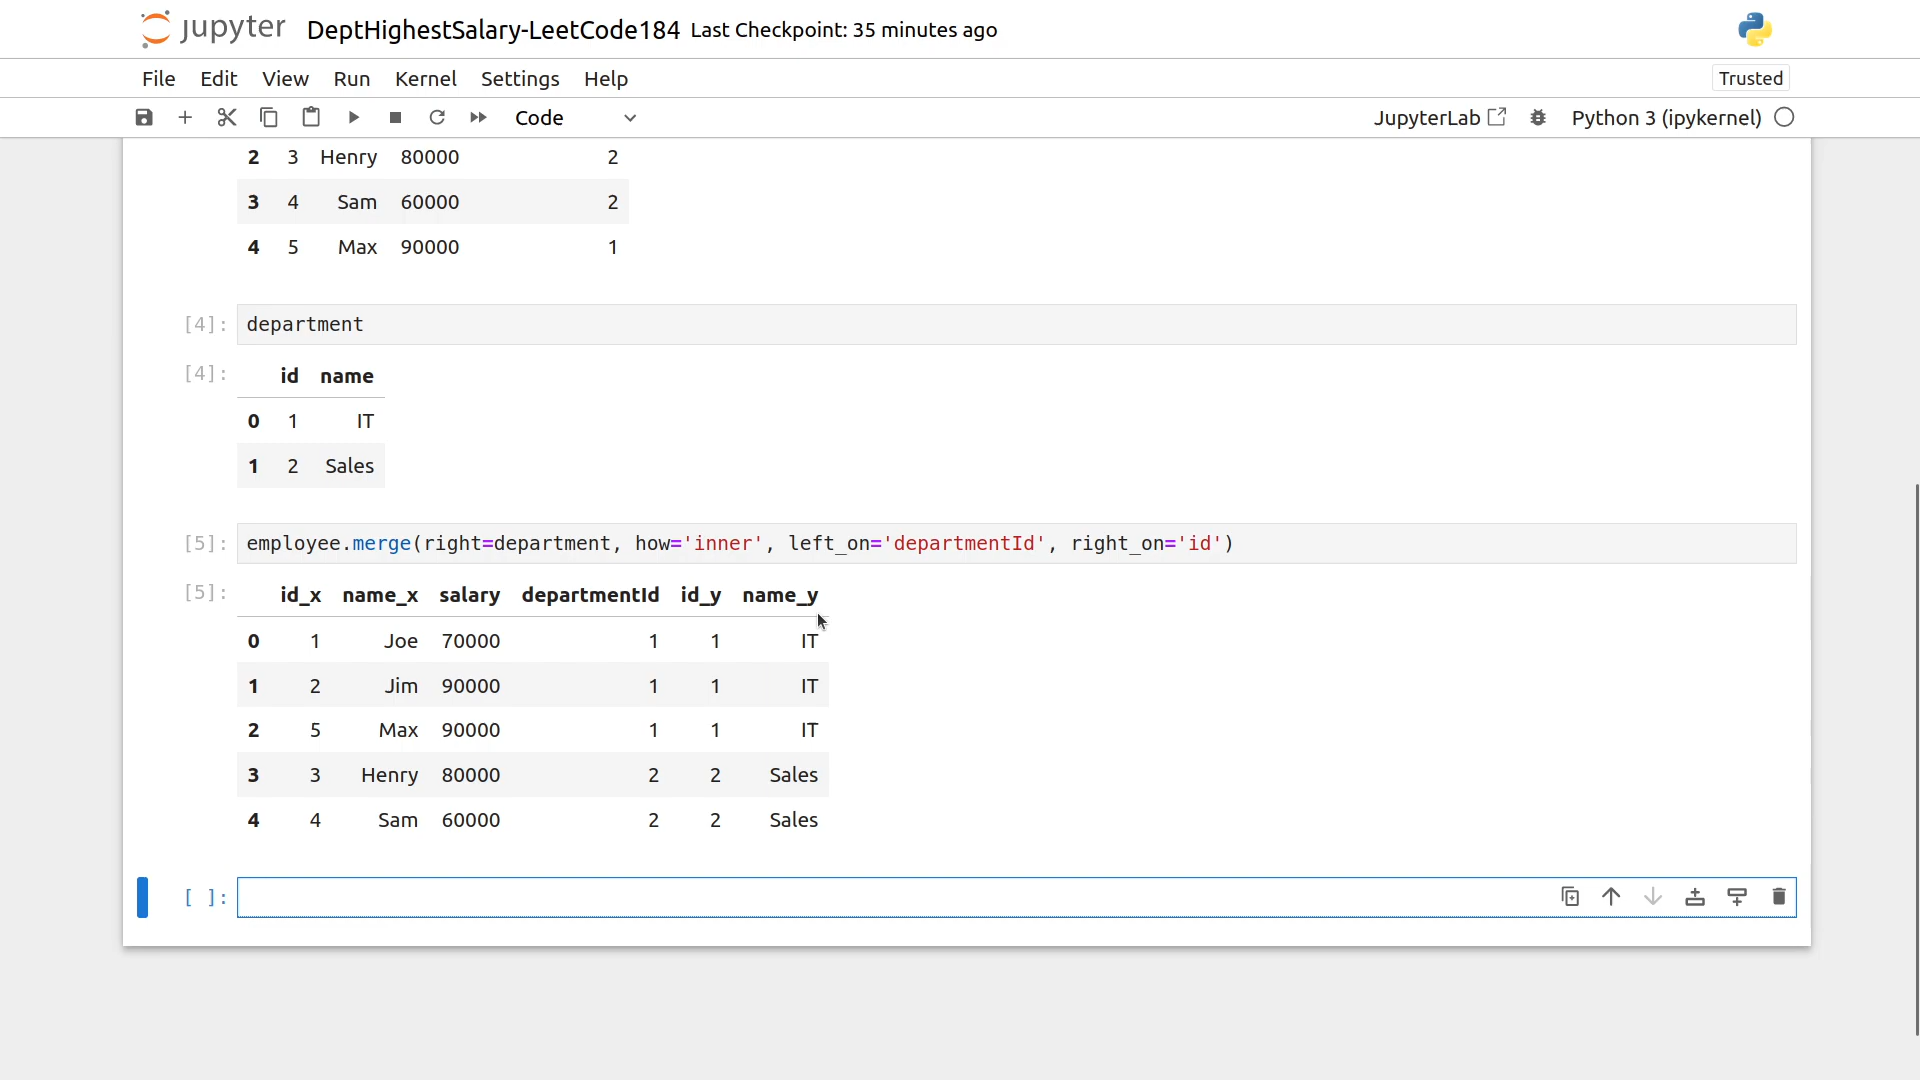 jupyter DeptHighestSalary-LeetCode184 Last Checkpoint: 35 minutes ago
File Edit View Run Kernel Settings Help Trusted
Code JupyterLab Python 3 (ipykernel)
2 3 Henry 80000 2
3 4 Sam 60000 2
4 5 Max 90000 1
[4]: department
[4]: id name
0 1 IT
1 2 Sales
[5]: employee.merge(right=department, how='inner', left_on='departmentId', right_on='id')
[5]: id_x name_x salary departmentId id_y name_y
0 1 Joe 70000 1 1 IT
1 2 Jim 90000 1 1 IT
2 5 Max 90000 1 1 IT
3 3 Henry 80000 2 2 Sales
4 4 Sam 60000 2 2 Sales
[ ]: